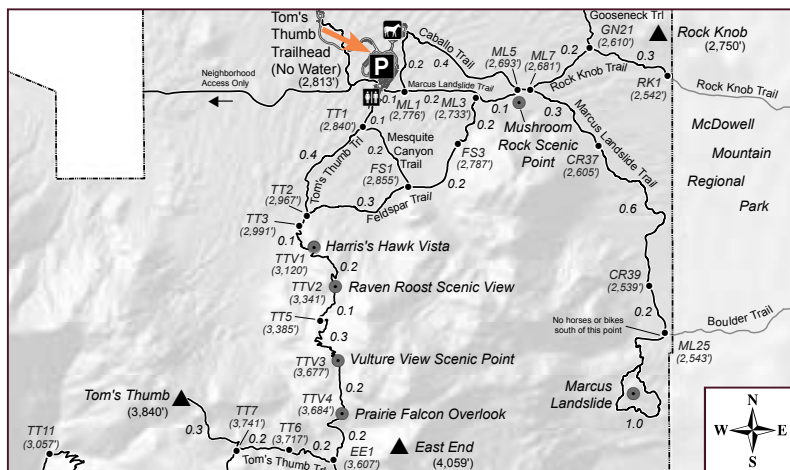 Tom's
Thumb
Trailhead
(No Water)
(2,813')
P
Caballo Trail
Gooseneck Trl
GN21
(2,610')
Rock Knob
(2,750')
ML5
(2,693')
ML7
(2,681')
0.2
0.4
0.2
0.3
Rock Knob Trail
RK1
(2,542')
Rock Knob Trail
Neighborhood
Access Only
Marcus Landslide Trail
0.1
ML1
(2,776')
0.2
ML3
(2,733')
0.1
0.3
TT1
(2,840')
0.1
Mesquite
Canyon
Trail
0.2
0.2
FS3
(2,787')
Mushroom
Rock Scenic
Point
Marcus Landslide Trail
CR37
(2,605')
McDowell
Mountain
Regional
Park
0.4
Tom's Thumb Trl
FS1
(2,855')
0.2
TT2
(2,967')
0.3
Feldspar Trail
0.6
TT3
(2,991')
0.1
Harris's Hawk Vista
TTV1
(3,120')
0.2
TTV2
(3,341')
Raven Roost Scenic View
CR39
(2,539')
0.1
TT5
(3,385')
0.3
0.2
No horses or bikes
south of this point
Boulder Trail
ML25
(2,543')
TTV3
(3,677')
Vulture View Scenic Point
0.2
Marcus
Landslide
1.0
Tom's Thumb
(3,840')
TTV4
(3,684')
Prairie Falcon Overlook
0.3
TT7
(3,741')
0.2
TT6
(3,717')
0.2
0.2
EE1
(3,607')
East End
(4,059')
Tom's Thumb Trl
TT11
(3,057')
N
W
E
S